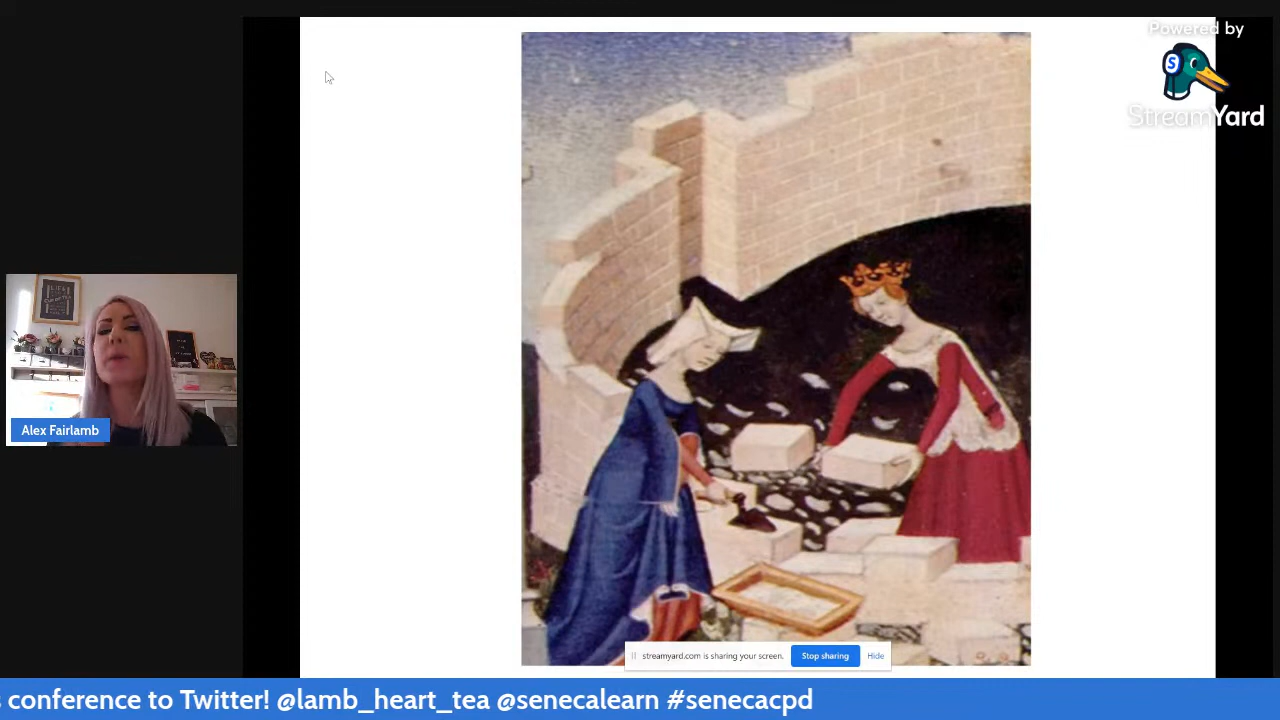 Powered by
S
StreamYard
Alex Fairlamb
streamyard.com is sharing your screen.
Stop sharing
Hide
conference to Twitter! @lamb_heart_tea @senecalearn #senecacpd